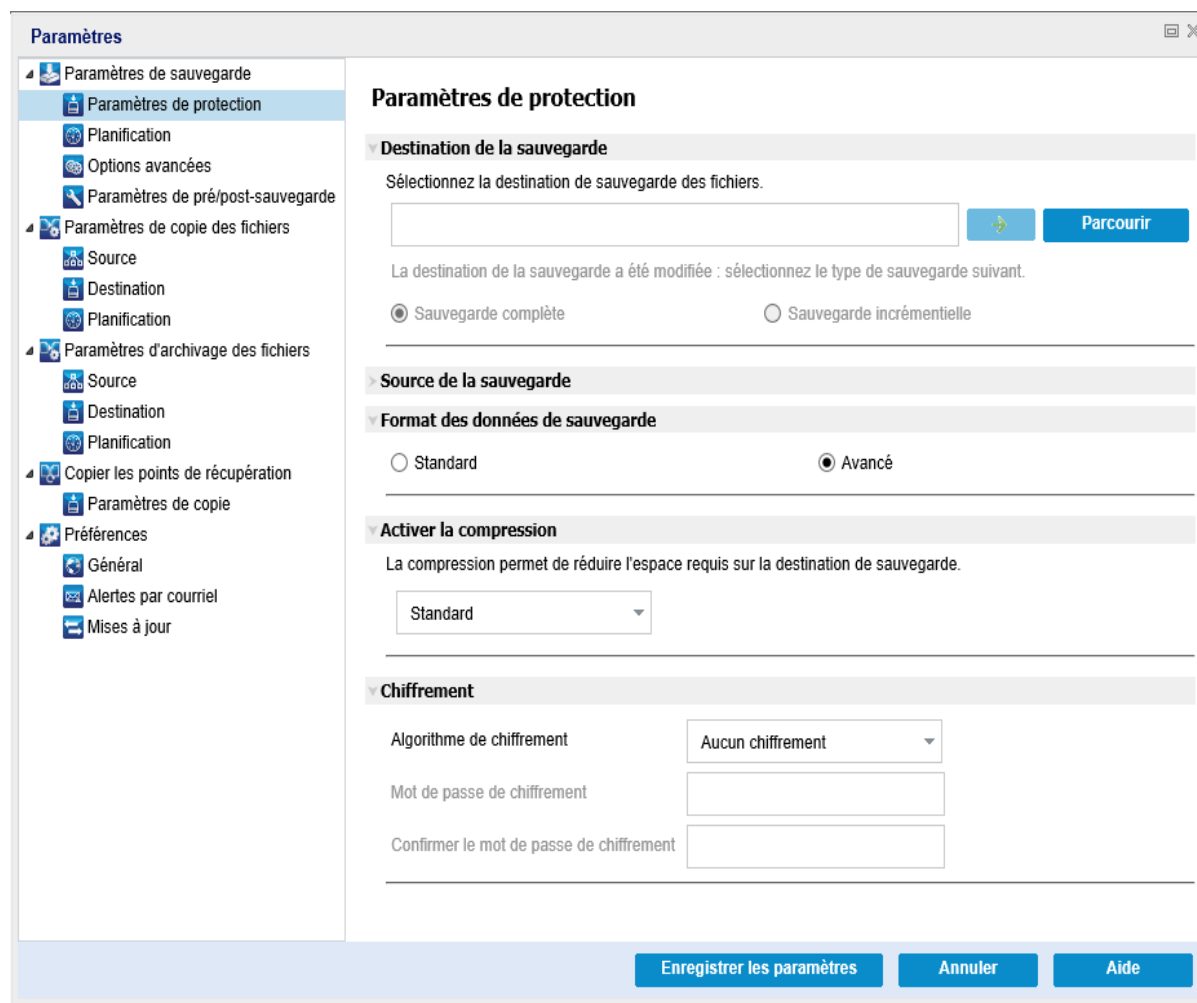 Paramètres
Paramètres de sauvegarde
Paramètres de protection
Planification
Options avancées
Paramètres de pré/post-sauvegarde
Paramètres de copie des fichiers
Source
Destination
Planification
Paramètres d'archivage des fichiers
Source
Destination
Planification
Copier les points de récupération
Paramètres de copie
Préférences
Général
Alertes par courriel
Mises à jour
Paramètres de protection
Destination de la sauvegarde
Sélectionnez la destination de sauvegarde des fichiers.
Parcourir
La destination de la sauvegarde a été modifiée : sélectionnez le type de sauvegarde suivant.
Sauvegarde complète Sauvegarde incrémentielle
Source de la sauvegarde
Format des données de sauvegarde
Standard Avancé
Activer la compression
La compression permet de réduire l'espace requis sur la destination de sauvegarde.
Standard
Chiffrement
Algorithme de chiffrement Aucun chiffrement
Mot de passe de chiffrement
Confirmer le mot de passe de chiffrement
Enregistrer les paramètres Annuler Aide